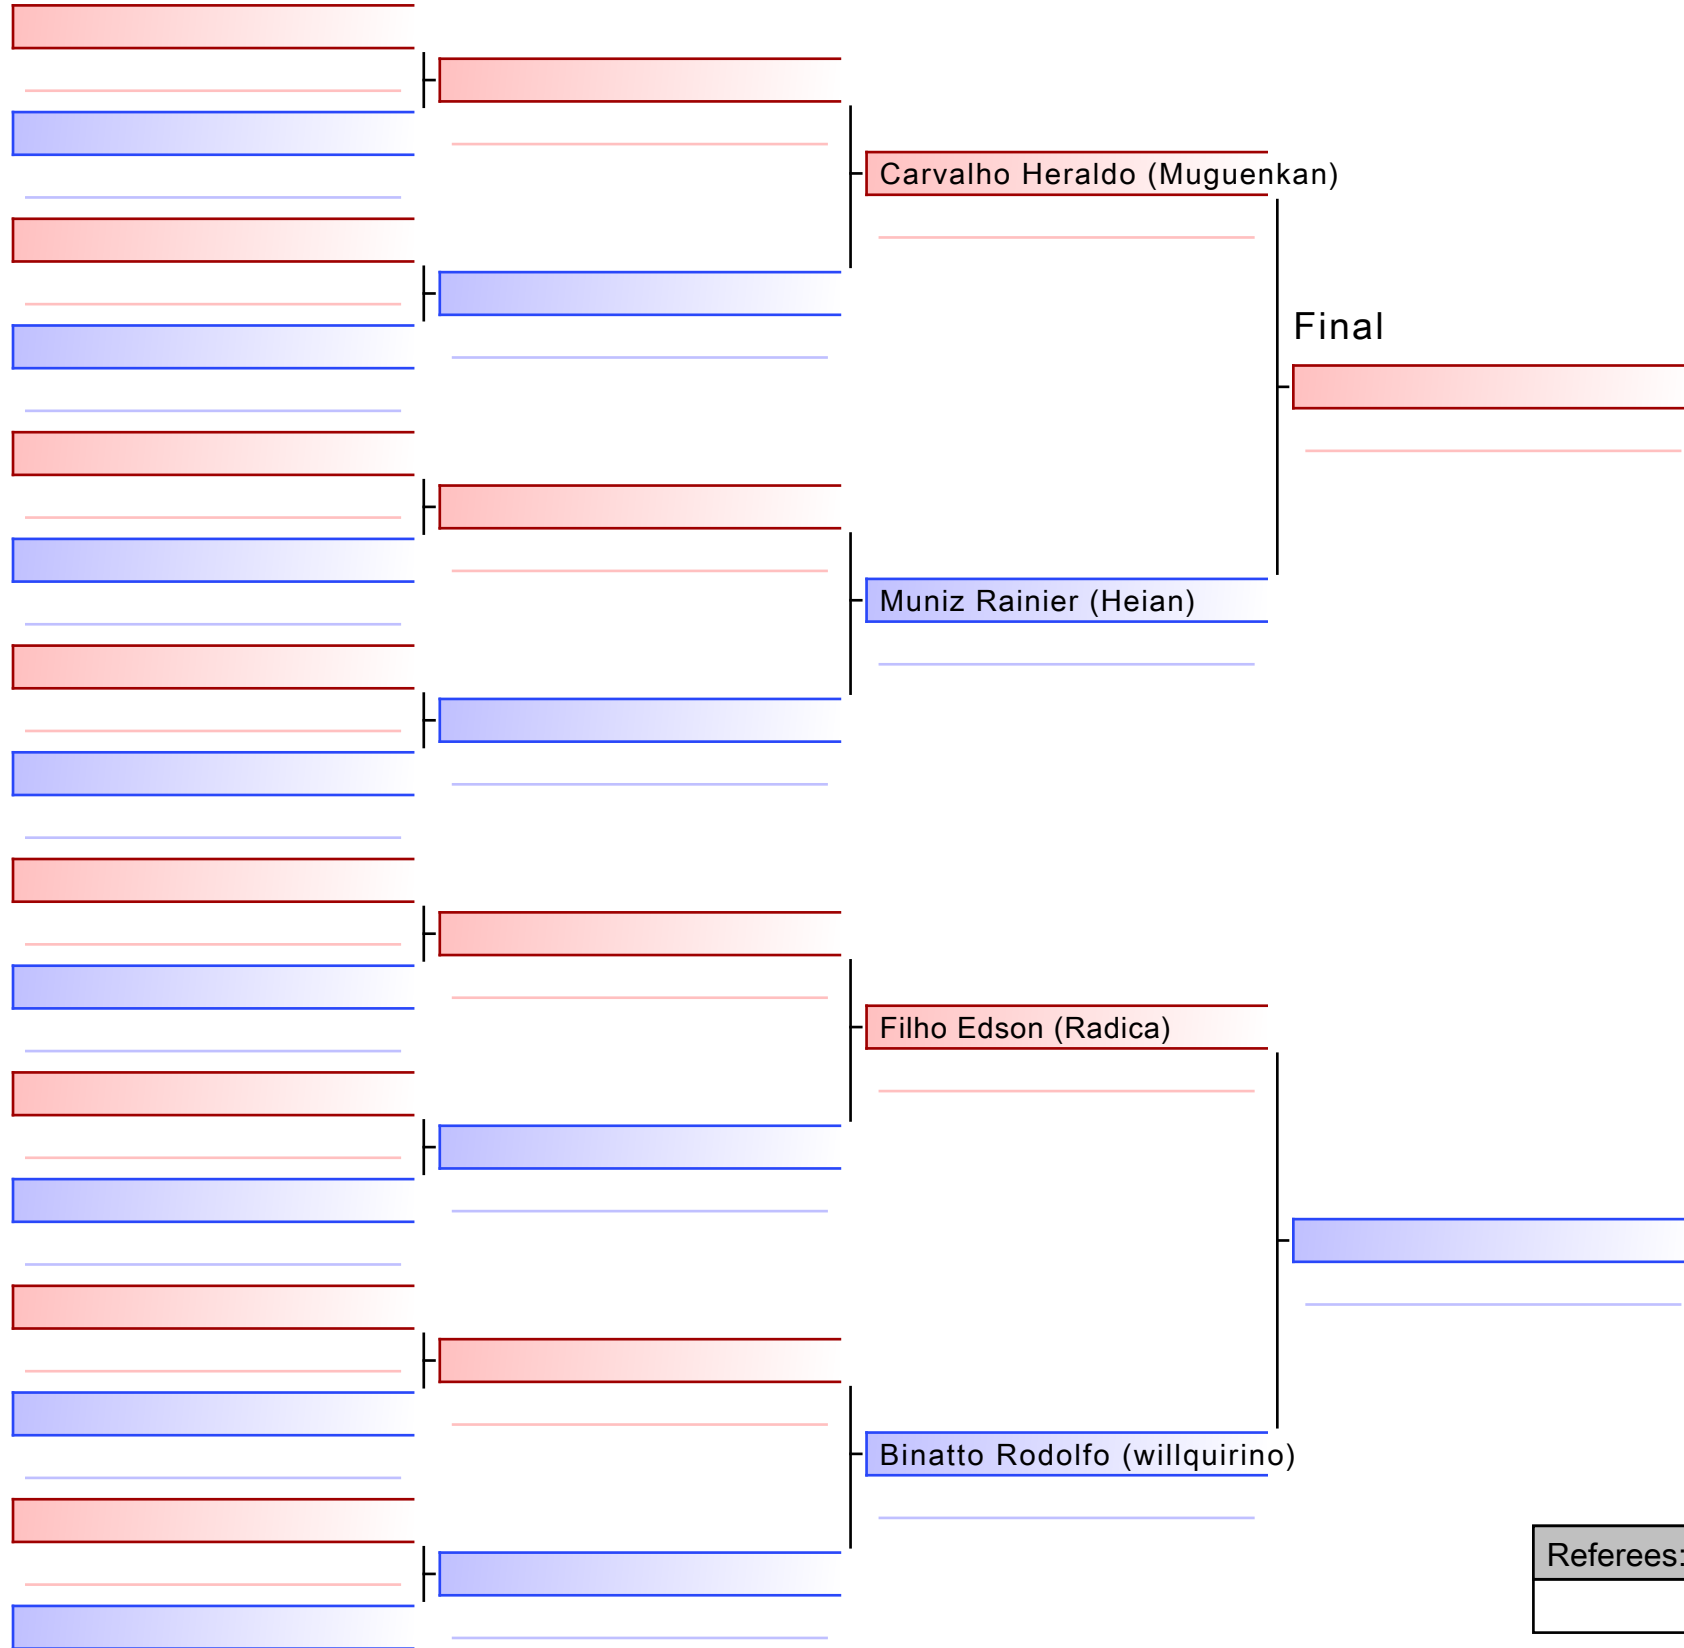 Carvalho Heraldo (Muguenkan)
Final
Muniz Rainier (Heian)
Filho Edson (Radica)
Binatto Rodolfo (willquirino)
Referees: